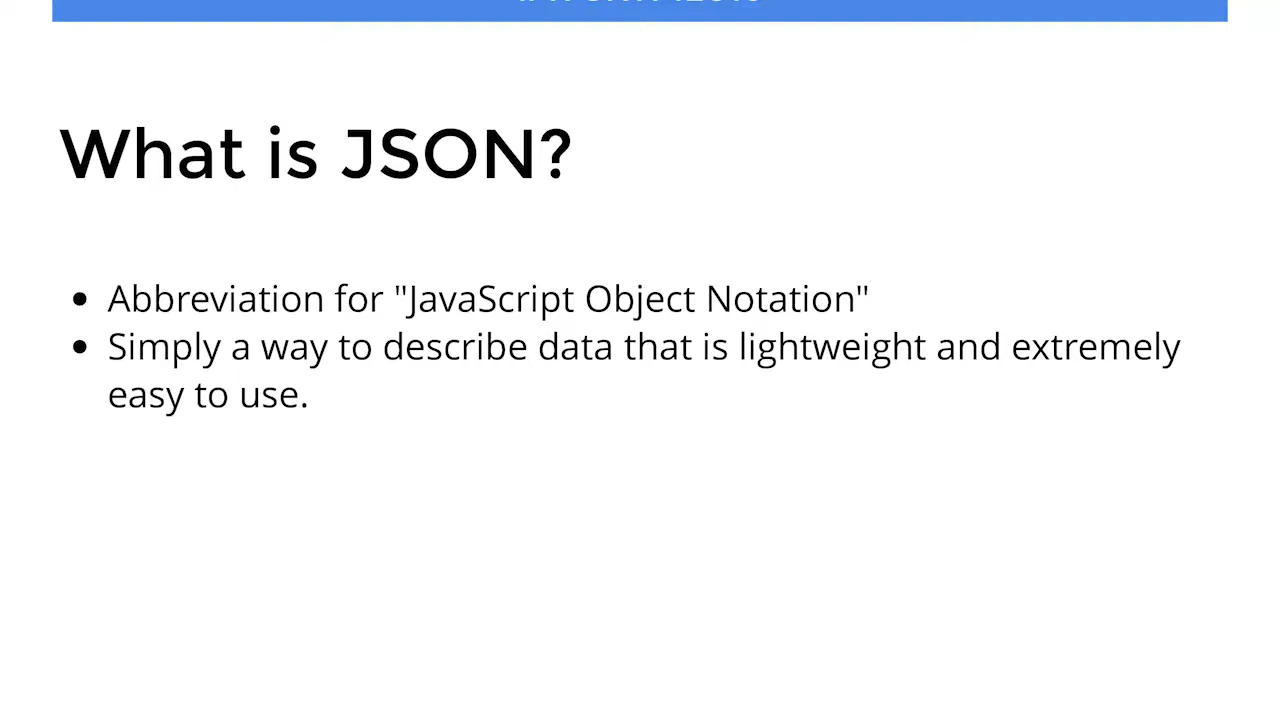 What is JSON?
• Abbreviation for "JavaScript Object Notation"
• Simply a way to describe data that is lightweight and extremely
easy to use.